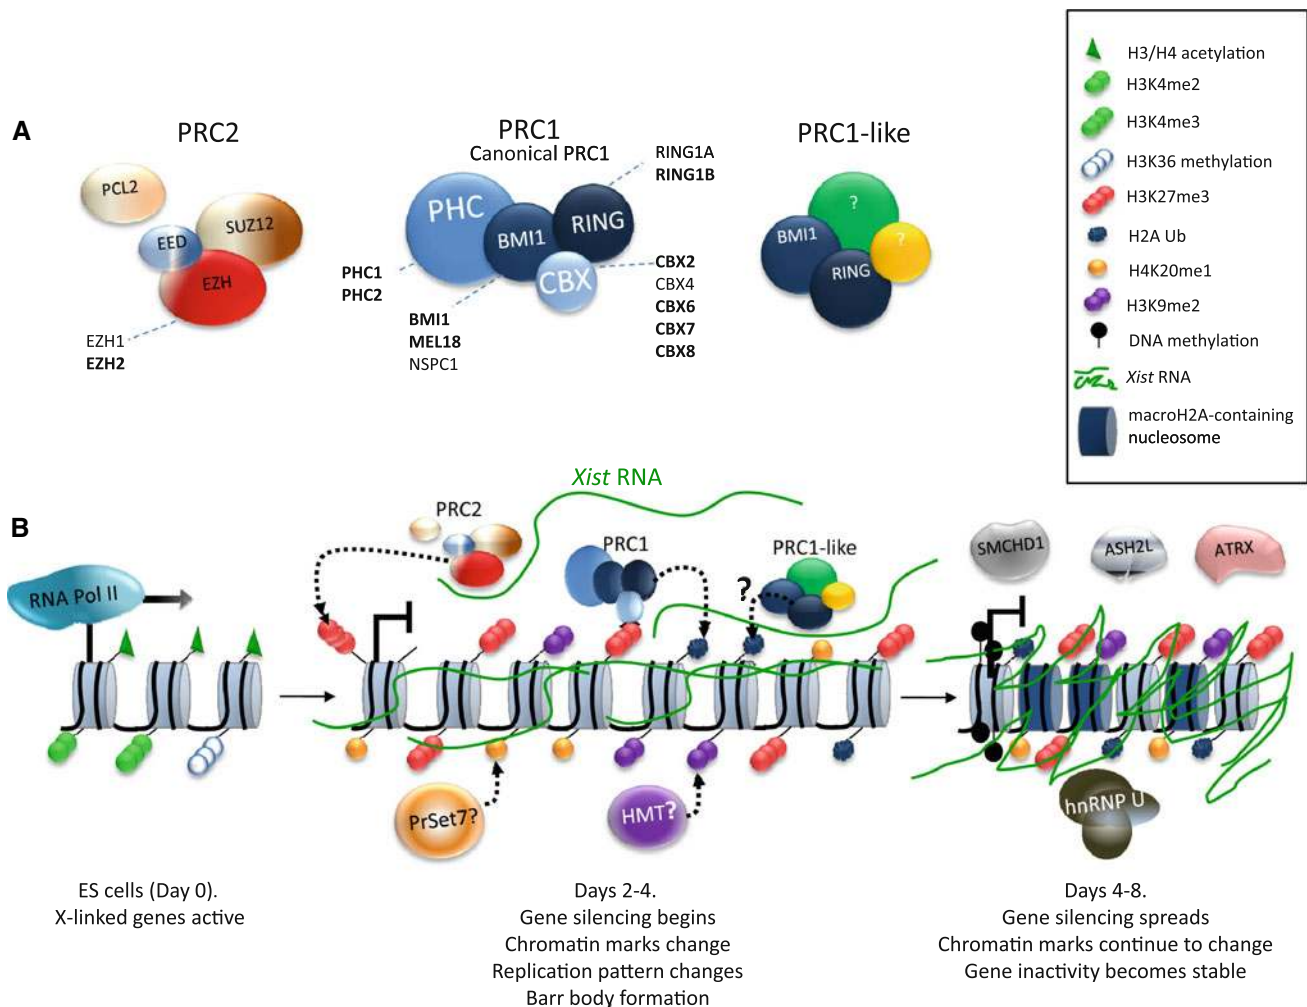 A
PRC2
PCL2
EED
SUZ12
EZH
EZH1
EZH2
PRC1
Canonical PRC1
PHC
BMI1
RING
CBX
RING1A
RING1B
PHC1
PHC2
BMI1
MEL18
NSPC1
CBX2
CBX4
CBX6
CBX7
CBX8
PRC1-like
?
BMI1
?
RING
H3/H4 acetylation
H3K4me2
H3K4me3
H3K36 methylation
H3K27me3
H2A Ub
H4K20me1
H3K9me2
DNA methylation
Xist RNA
macroH2A-containing
nucleosome
B
RNA Pol II
Xist RNA
PRC2
PRC1
PRC1-like
?
PrSet7?
HMT?
SMCHD1
ASH2L
ATRX
hnRNP U
ES cells (Day 0).
X-linked genes active
Days 2-4.
Gene silencing begins
Chromatin marks change
Replication pattern changes
Barr body formation
Days 4-8.
Gene silencing spreads
Chromatin marks continue to change
Gene inactivity becomes stable